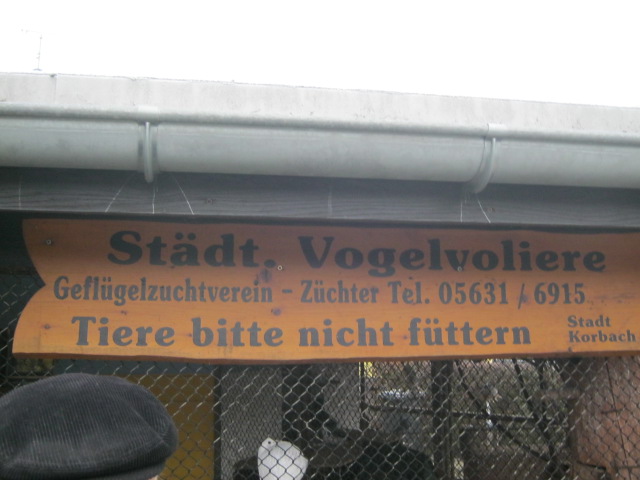 Städt. Vogelvoliere
Geflügelzuchtverein - Züchter Tel. 05631 / 6915
Tiere bitte nicht füttern
Stadt
Korbach